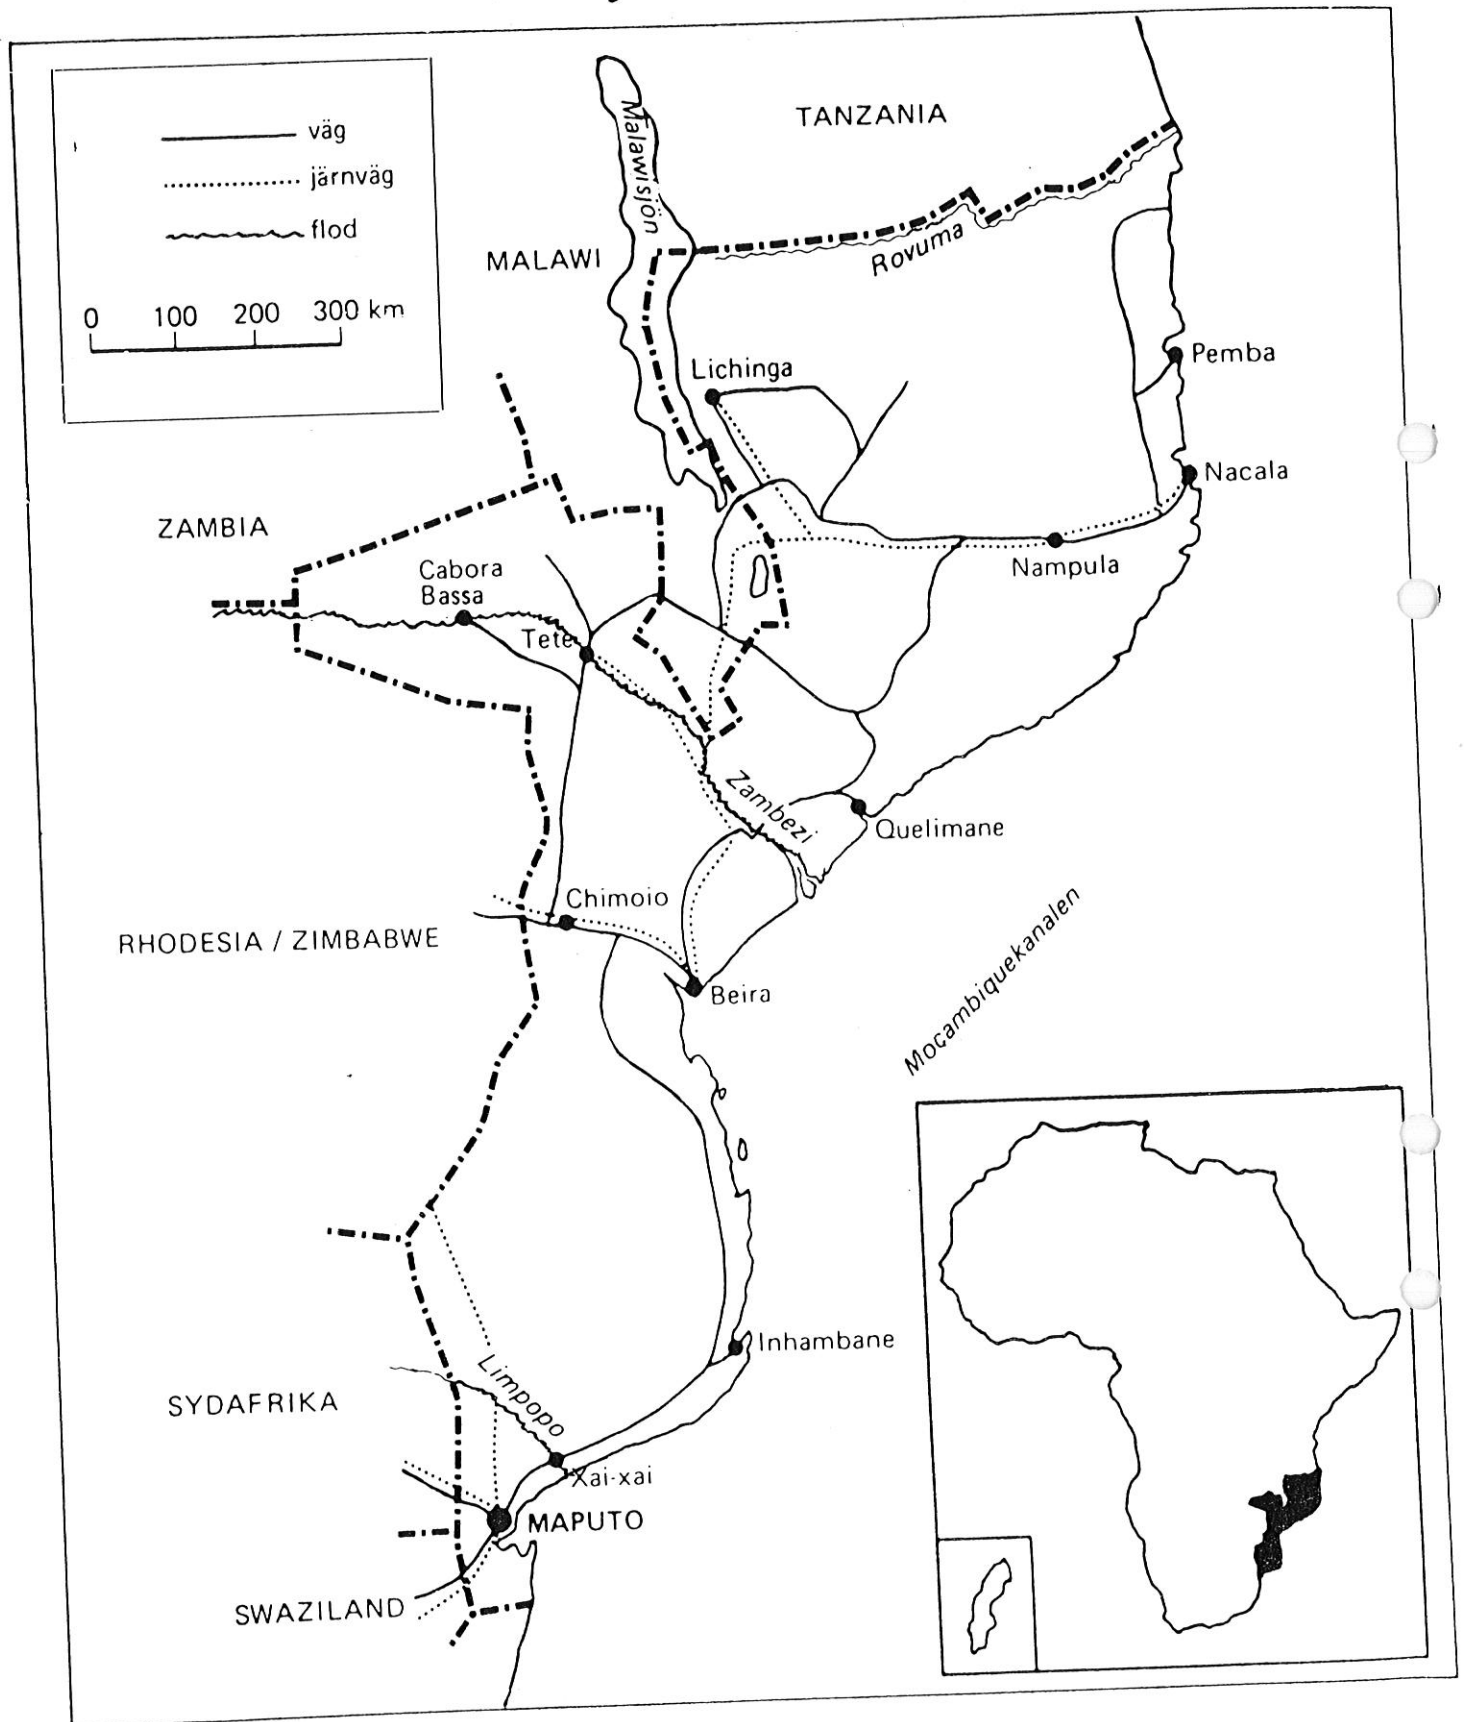 väg
järnväg
flod
0 100 200 300 km
TANZANIA
Malawisjön
MALAWI
Rovuma
Pemba
Lichinga
Nacala
ZAMBIA
Cabora
Bassa
Nampula
Tete
Zambezi
Quelimane
Chimoio
RHODESIA / ZIMBABWE
Beira
Moçambiquekanalen
Inhambane
Limpopo
SYDAFRIKA
Xai-xai
MAPUTO
SWAZILAND